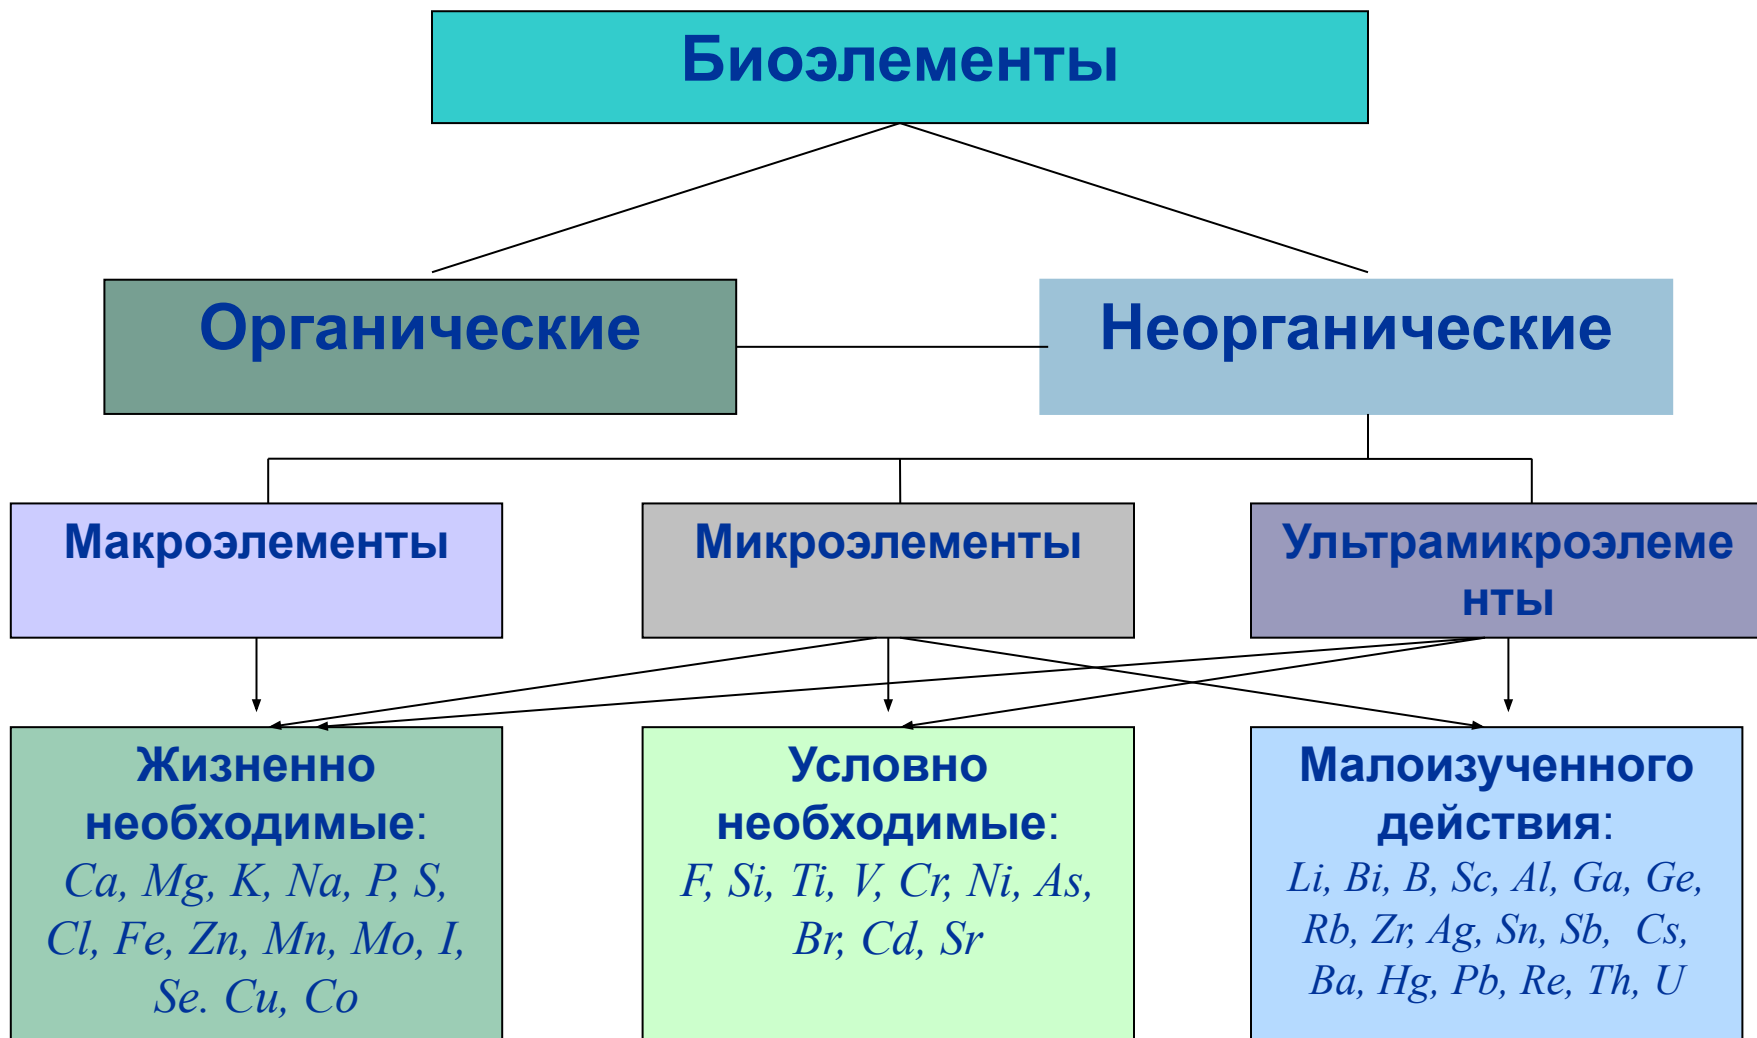 Биоэлементы
Органические
Неорганические
Макроэлементы
Микроэлементы
Ультрамикроэлеме
нты
Жизненно
необходимые:
Ca, Mg, K, Na, P, S,
Cl, Fe, Zn, Mn, Mo, I,
Se. Cu, Co
Условно
необходимые:
F, Si, Ti, V, Cr, Ni, As,
Br, Cd, Sr
Малоизученного
действия:
Li, Bi, B, Sc, Al, Ga, Ge,
Rb, Zr, Ag, Sn, Sb, Cs,
Ba, Hg, Pb, Re, Th, U